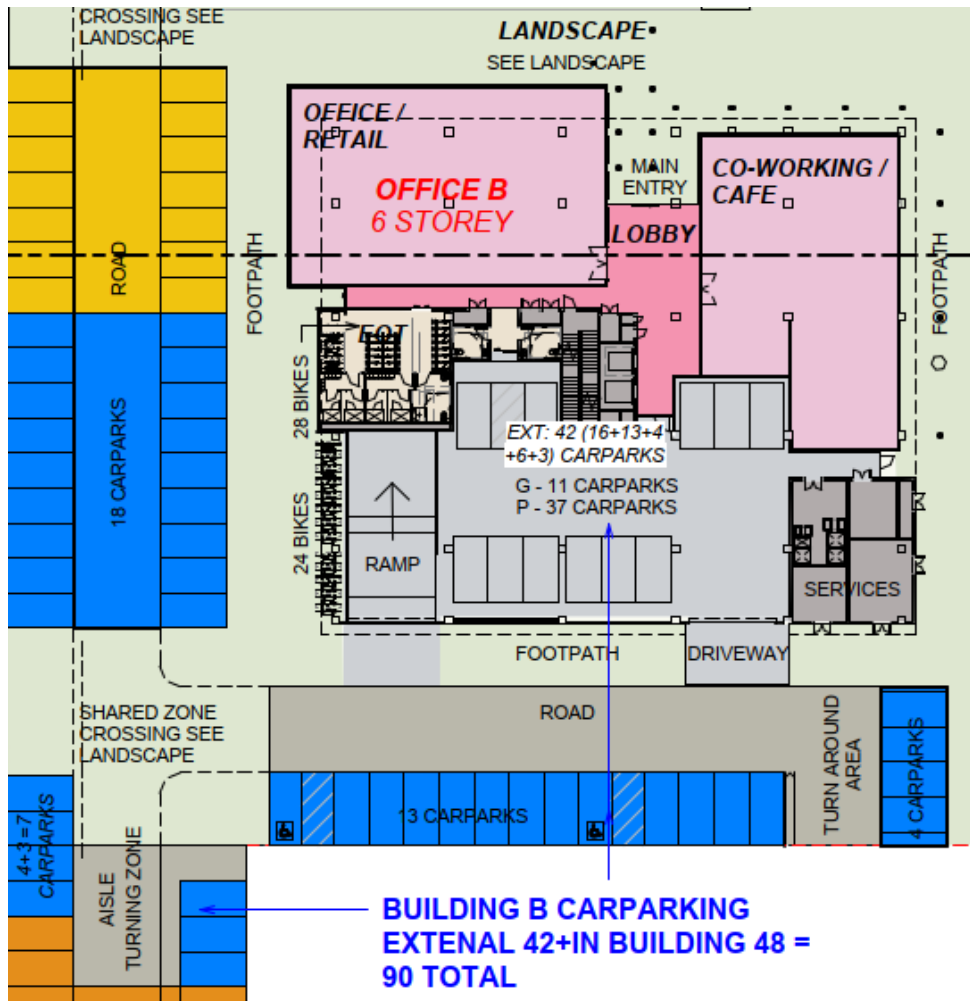 CROSSING SEE
LANDSCAPE
LANDSCAPE
SEE LANDSCAPE
OFFICE /
RETAIL
OFFICE B
6 STOREY
MAIN
ENTRY
CO-WORKING /
CAFE
LOBBY
ROAD
FOOTPATH
FOOTPATH
EOT
28 BIKES
18 CARPARKS
EXT: 42 (16+13+4
+6+3) CARPARKS
G - 11 CARPARKS
P - 37 CARPARKS
24 BIKES
RAMP
SERVICES
FOOTPATH
DRIVEWAY
SHARED ZONE
CROSSING SEE
LANDSCAPE
ROAD
TURN AROUND
AREA
4 CARPARKS
13 CARPARKS
4+3=7
CARPARKS
AISLE
TURNING ZONE
BUILDING B CARPARKING
EXTENAL 42+IN BUILDING 48 =
90 TOTAL